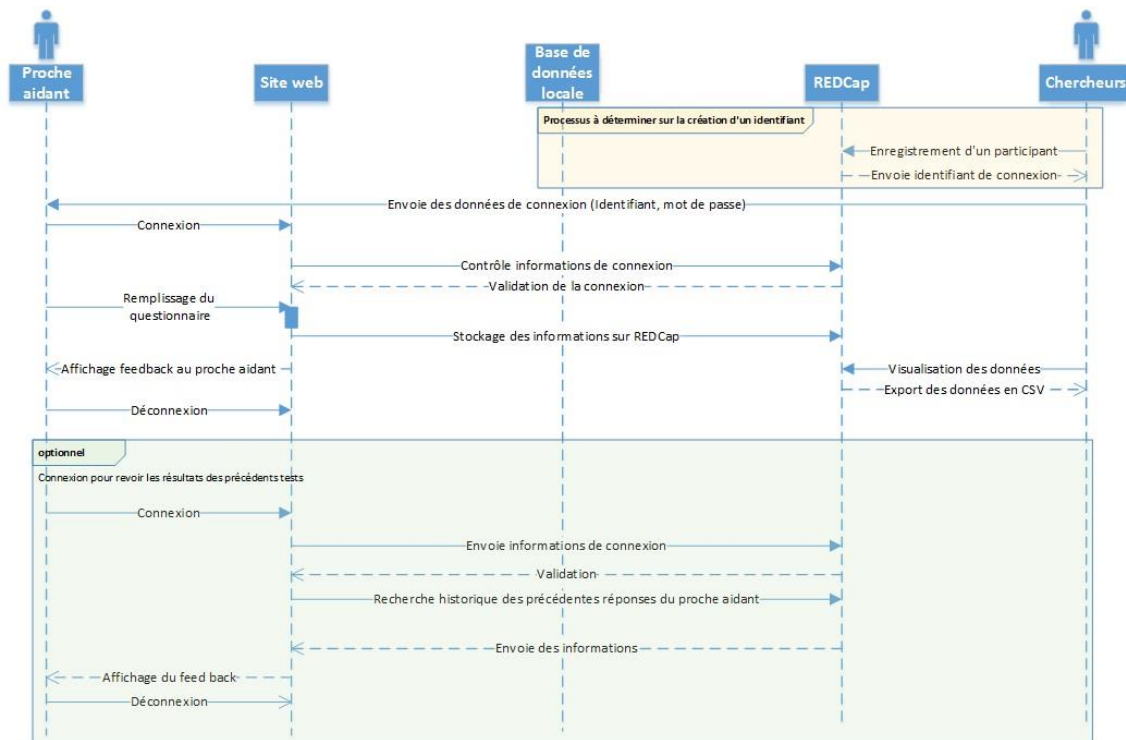 Proche
aidant
Site web
Base de
données
locale
REDCap
Chercheurs
Processus à déterminer sur la création d'un identifiant
Enregistrement d'un participant
Envoie identifiant de connexion
Envoie des données de connexion (Identifiant, mot de passe)
Connexion
Contrôle informations de connexion
Validation de la connexion
Remplissage du
questionnaire
Stockage des informations sur REDCap
Affichage feedback au proche aidant
Visualisation des données
Export des données en CSV
Déconnexion
optionnel
Connexion pour revoir les résultats des précédents tests
Connexion
Envoie informations de connexion
Validation
Recherche historique des précédentes réponses du proche aidant
Envoie des informations
Affichage du feed back
Déconnexion